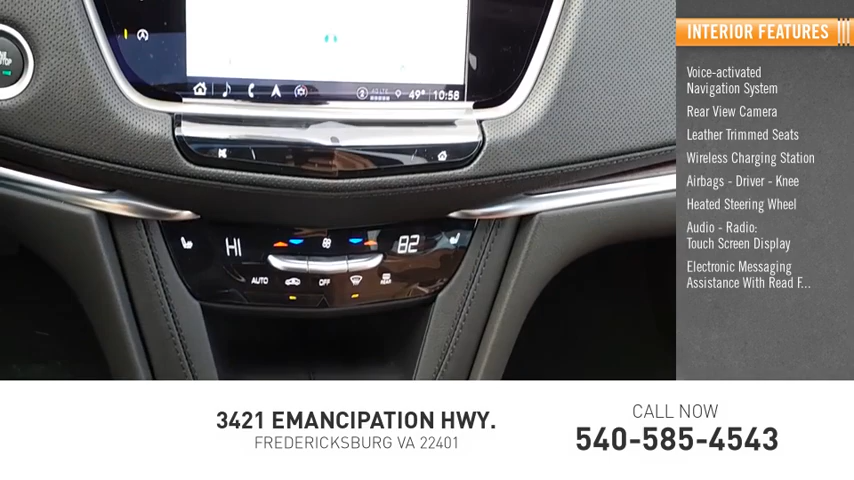 INTERIOR FEATURES
Voice-activated
Navigation System
Rear View Camera
Leather Trimmed Seats
Wireless Charging Station
Airbags - Driver - Knee
Heated Steering Wheel
Audio - Radio:
Touch Screen Display
Electronic Messaging
Assistance With Read F...
49° 10:58
HI 82
AUTO OFF REAR
3421 EMANCIPATION HWY.
FREDERICKSBURG VA 22401
CALL NOW
540-585-4543